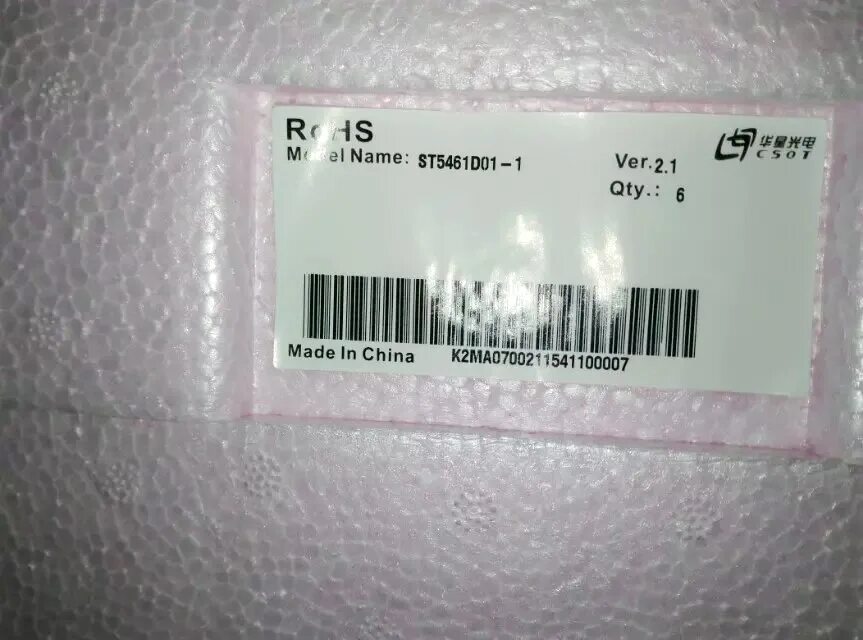 RoHS
Model Name: ST5461D01-1
Ver.2.1
Qty.: 6
华星光电
CSOT
Made In China
K2MA0700211541100007